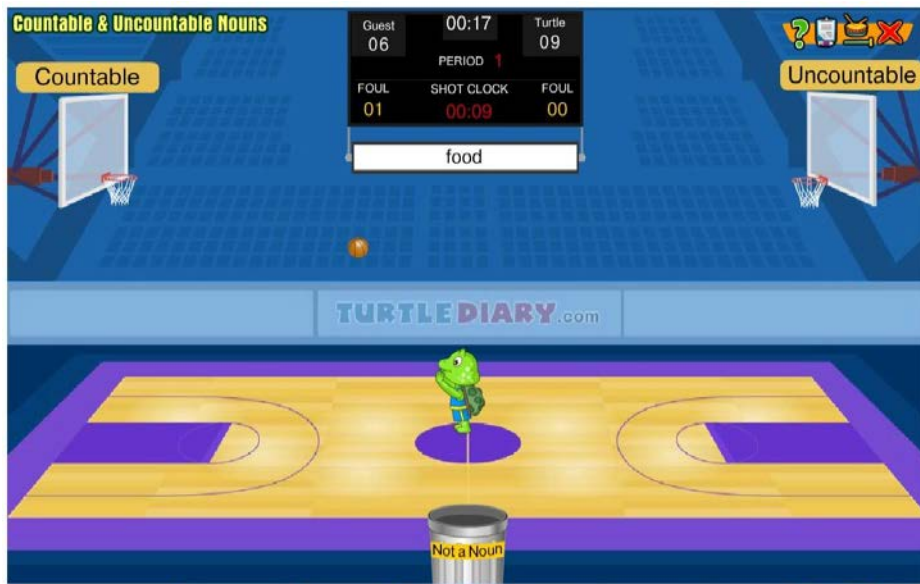 Countable & Uncountable Nouns
Guest 00:17 Turtle
06 09
PERIOD 1
FOUL SHOT CLOCK FOUL
01 00:09 00
Countable
Uncountable
food
TURTLEDIARY.com
Not a Noun